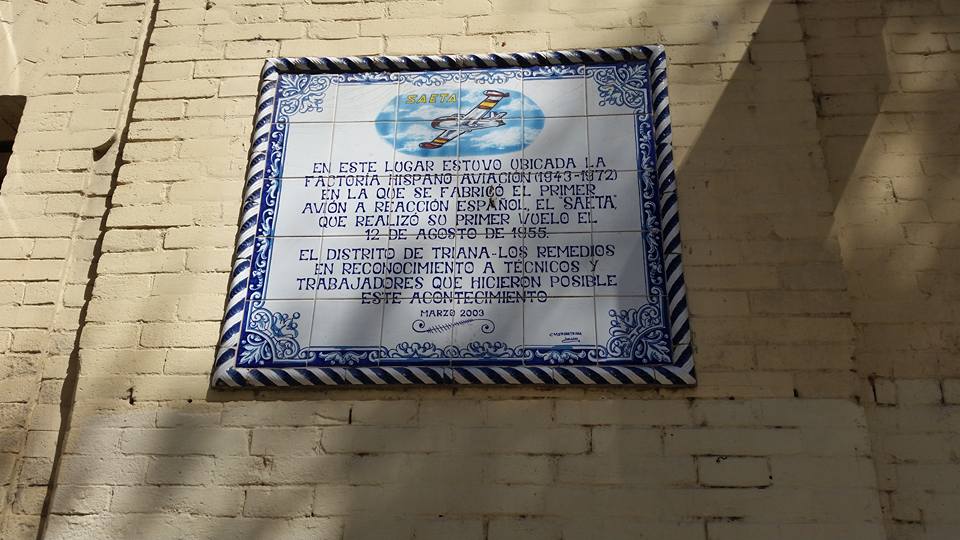 SAETA
EN ESTE LUGAR ESTUVO UBICADA LA
FACTORÍA HISPANO AVIACIÓN (1943-1972)
EN LA QUE SE FABRICÓ EL PRIMER
AVIÓN A REACCIÓN ESPAÑOL, EL "SAETA",
QUE REALIZÓ SU PRIMER VUELO EL
12 DE AGOSTO DE 1955.
EL DISTRITO DE TRIANA-LOS REMEDIOS
EN RECONOCIMIENTO A TÉCNICOS Y
TRABAJADORES QUE HICIERON POSIBLE
ESTE ACONTECIMIENTO
MARZO 2003